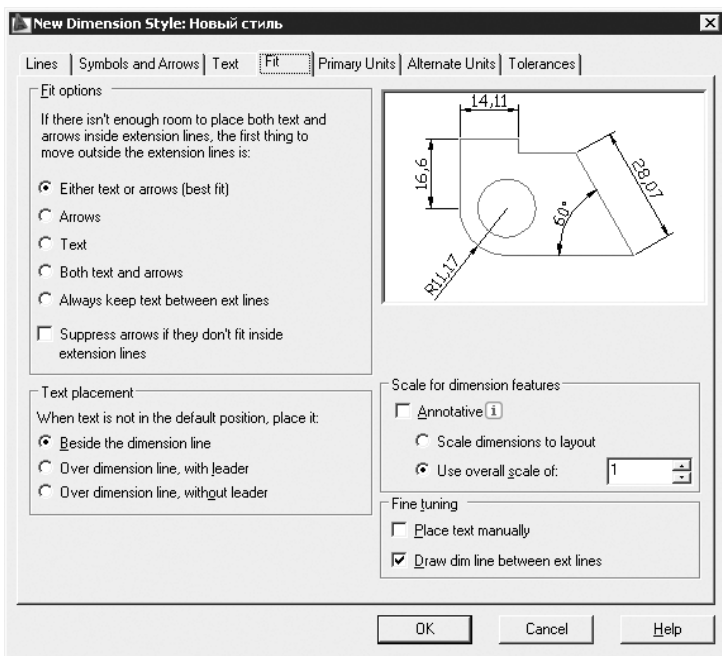 New Dimension Style: Новый стиль
Lines
Symbols and Arrows
Text
Fit
Primary Units
Alternate Units
Tolerances
Fit options
If there isn't enough room to place both text and
arrows inside extension lines, the first thing to
move outside the extension lines is:
Either text or arrows (best fit)
Arrows
Text
Both text and arrows
Always keep text between ext lines
Suppress arrows if they don't fit inside
extension lines
Text placement
When text is not in the default position, place it:
Beside the dimension line
Over dimension line, with leader
Over dimension line, without leader
14,11
16,6
28,07
60°
R11,17
Scale for dimension features
Annotative
Scale dimensions to layout
Use overall scale of:
1
Fine tuning
Place text manually
Draw dim line between ext lines
OK
Cancel
Help